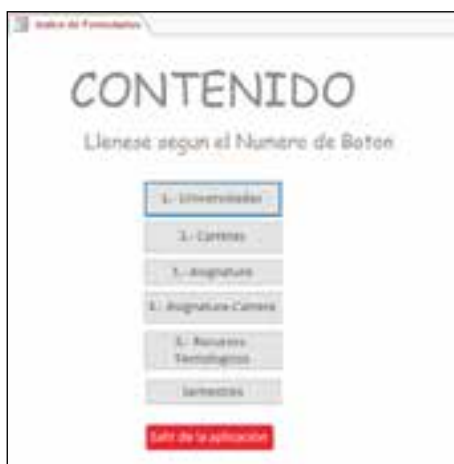 Indice de Formularios
CONTENIDO
Llenese segun el Numero de Boton
1.- Universidades
2.- Carreras
3.- Asignatura
4.- Asignatura-Carrera
5.- Recursos
Tecnologicos
Semestres
Salir de la aplicación